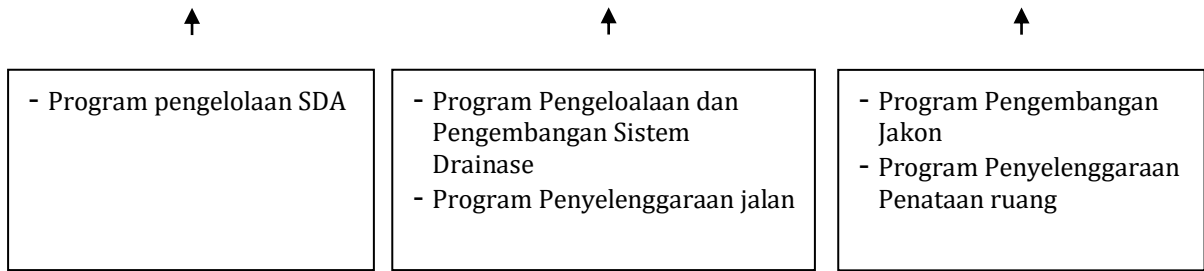 - Program pengelolaan SDA
- Program Pengeloalaan dan
Pengembangan Sistem
Drainase
- Program Penyelenggaraan jalan
- Program Pengembangan
Jakon
- Program Penyelenggaraan
Penataan ruang